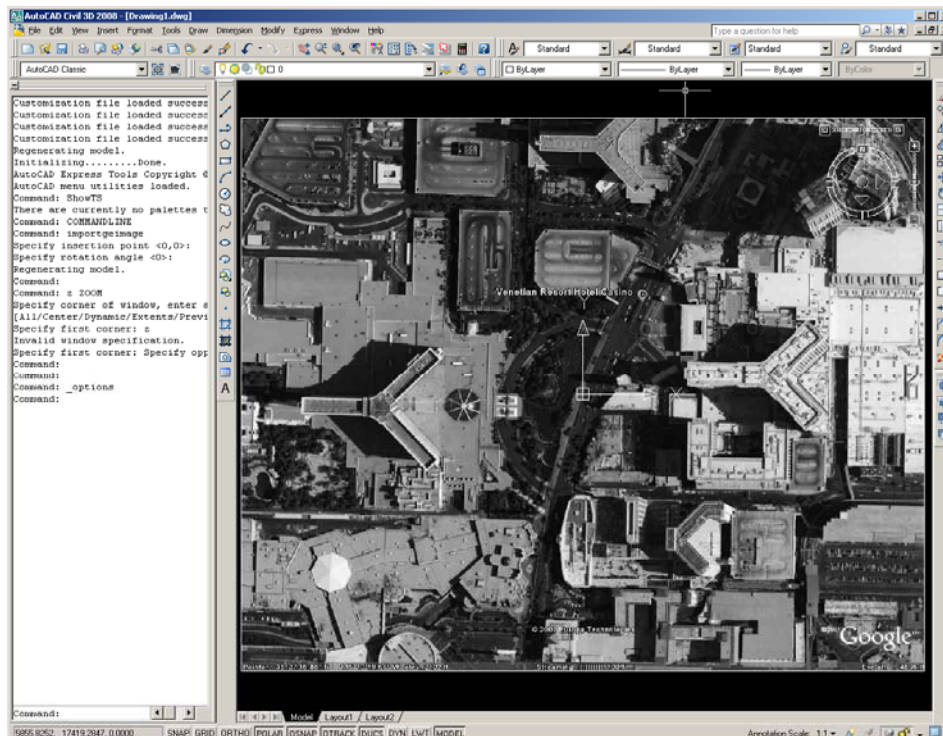 AutoCAD Civil 3D 2008 - [Drawing1.dwg]
File Edit View Insert Format Tools Draw Dimension Modify Express Window Help
Type a question for help
Standard Standard Standard Standard
AutoCAD Classic 0 ByLayer ByLayer ByLayer ByColor
Customization file loaded success
Customization file loaded success
Customization file loaded success
Customization file loaded success
Regenerating model.
Initializing.........Done.
AutoCAD Express Tools Copyright ©
AutoCAD menu utilities loaded.
Command: ShowTS
There are currently no palettes t
Command: COMMANDLINE
Command: importgeimage
Specify insertion point <0,0>:
Specify rotation angle <0>:
Regenerating model.
Command:
Command: z ZOOM
Specify corner of window, enter s
[All/Center/Dynamic/Extents/Previ
Specify first corner: z
Invalid window specification.
Specify first corner: Specify opp
Command:
Command:
Command: _options
Command:
Venetian Resort Hotel Casino
N
X
Google
Streaming
Command:
Model Layout1 Layout2
5855.8252, 17419.2847, 0.0000 SNAP GRID ORTHO POLAR OSNAP OTRACK DUCS DYN LWT MODEL Annotation Scale: 1:1